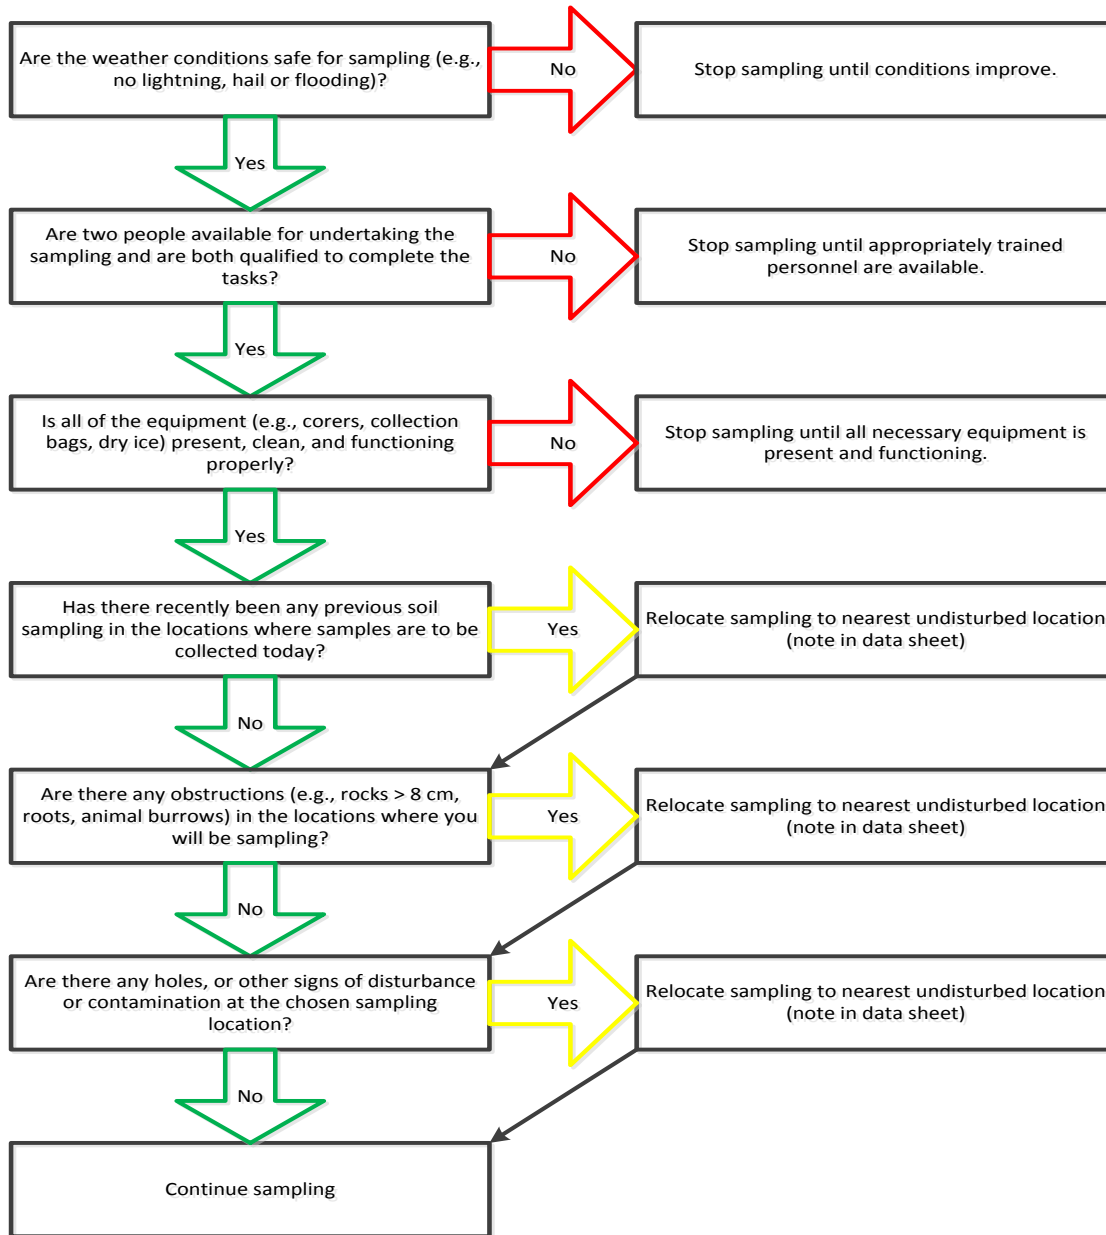 Are the weather conditions safe for sampling (e.g.,
no lightning, hail or flooding)?
No
Stop sampling until conditions improve.
Yes
Are two people available for undertaking the
sampling and are both qualified to complete the
tasks?
No
Stop sampling until appropriately trained
personnel are available.
Yes
Is all of the equipment (e.g., corers, collection
bags, dry ice) present, clean, and functioning
properly?
No
Stop sampling until all necessary equipment is
present and functioning.
Yes
Has there recently been any previous soil
sampling in the locations where samples are to be
collected today?
Yes
Relocate sampling to nearest undisturbed location
(note in data sheet)
No
Are there any obstructions (e.g., rocks > 8 cm,
roots, animal burrows) in the locations where you
will be sampling?
Yes
Relocate sampling to nearest undisturbed location
(note in data sheet)
No
Are there any holes, or other signs of disturbance
or contamination at the chosen sampling
location?
Yes
Relocate sampling to nearest undisturbed location
(note in data sheet)
No
Continue sampling